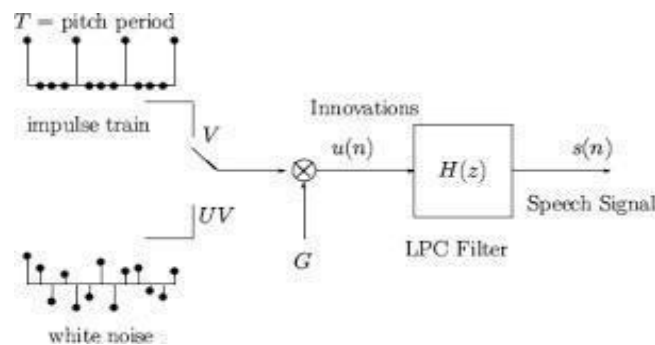 T = pitch period
impulse train
V
Innovations
u(n)
H(z)
s(n)
Speech Signal
UV
G
LPC Filter
white noise